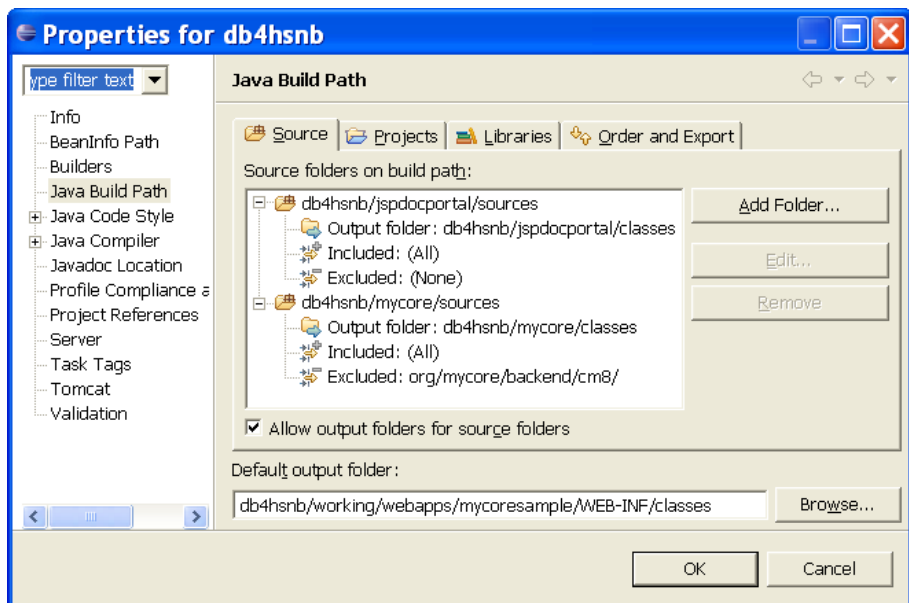 Properties for db4hsnb
ype filter text
Java Build Path
Info
BeanInfo Path
Builders
Java Build Path
Java Code Style
Java Compiler
Javadoc Location
Profile Compliance a
Project References
Server
Task Tags
Tomcat
Validation
Source
Projects
Libraries
Order and Export
Source folders on build path:
db4hsnb/jspdocportal/sources
Output folder: db4hsnb/jspdocportal/classes
Included: (All)
Excluded: (None)
db4hsnb/mycore/sources
Output folder: db4hsnb/mycore/classes
Included: (All)
Excluded: org/mycore/backend/cm8/
Add Folder...
Edit...
Remove
Allow output folders for source folders
Default output folder:
db4hsnb/working/webapps/mycoresample/WEB-INF/classes
Browse...
OK
Cancel